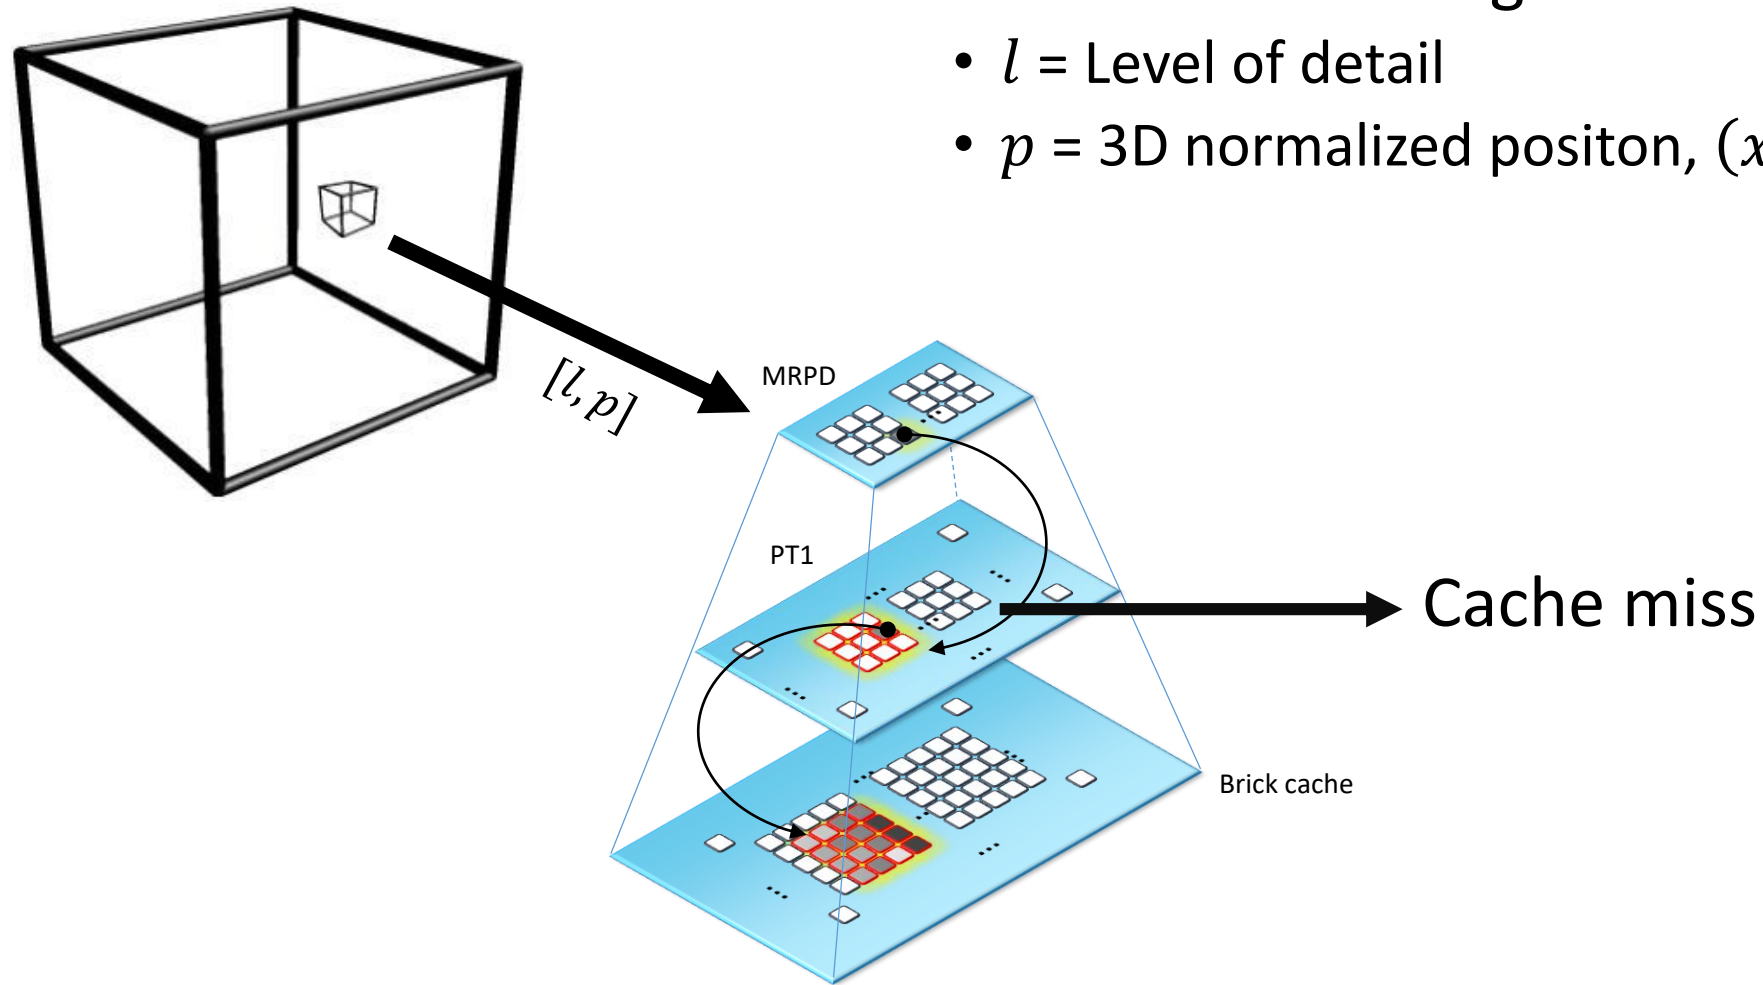 • l = Level of detail
• p = 3D normalized positon, (x
[l, p]
MRPD
PT1
Cache miss
Brick cache